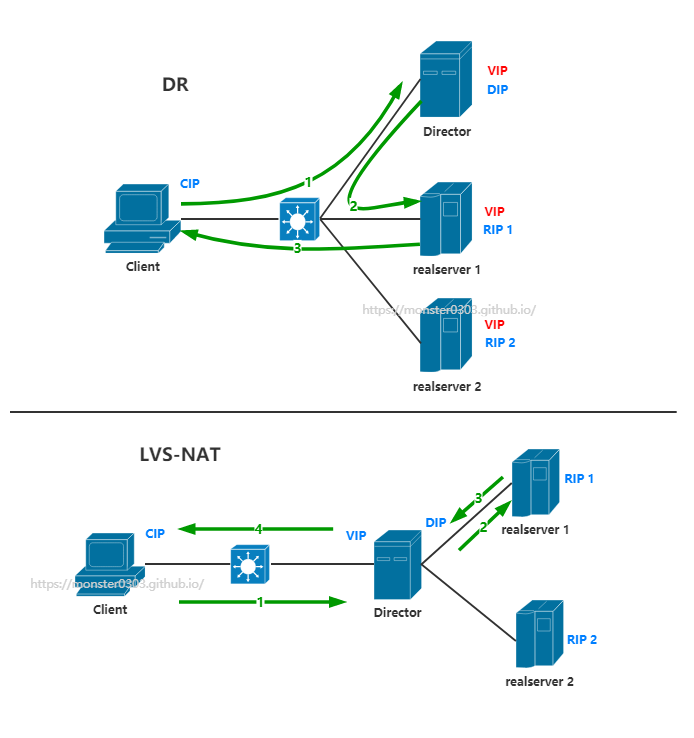 DR
VIP
DIP
Director
1
CIP
2
VIP
RIP 1
3
Client
realserver 1
https://monster0303.github.io/
VIP
RIP 2
realserver 2
LVS-NAT
RIP 1
3
DIP
2
realserver 1
CIP
4
VIP
https://monster0303.github.io/
1
Client
Director
RIP 2
realserver 2